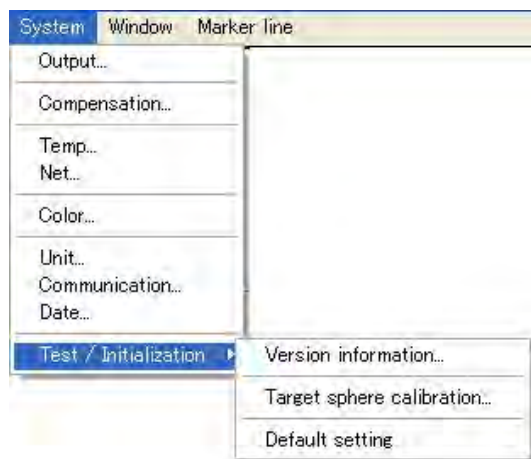 System Window Marker line
Output...
Compensation...
Temp...
Net...
Color...
Unit...
Communication...
Date...
Test / Initialization
Version information...
Target sphere calibration...
Default setting